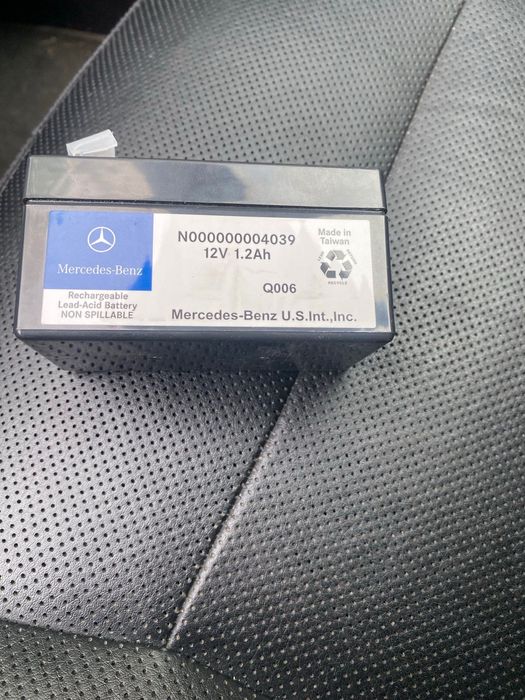 Mercedes-Benz
Rechargeable
Lead-Acid Battery
NON SPILLABLE
N000000004039
12V 1.2Ah
Q006
Made in
Taiwan
RECYCLE
Mercedes-Benz U.S.Int.,Inc.